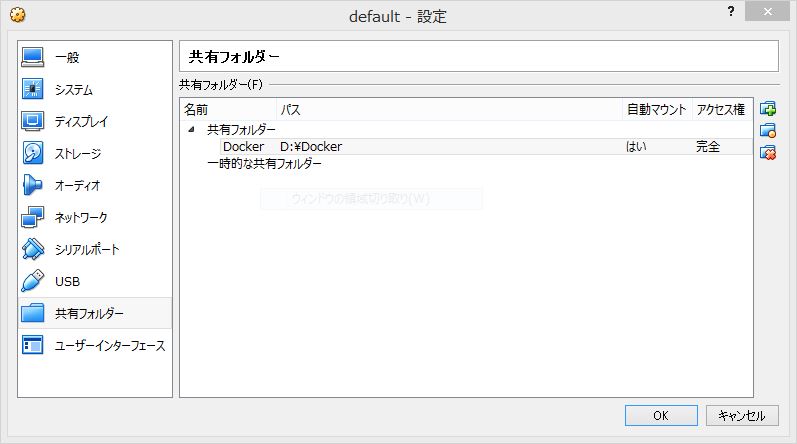 default - 設定
?
一般
システム
ディスプレイ
ストレージ
オーディオ
ネットワーク
シリアルポート
USB
共有フォルダー
ユーザーインターフェース
共有フォルダー
共有フォルダー(F)
名前 パス 自動マウント アクセス権
共有フォルダー
Docker D:¥Docker はい 完全
一時的な共有フォルダー
ウィンドウの領域切り取り(W)
OK キャンセル